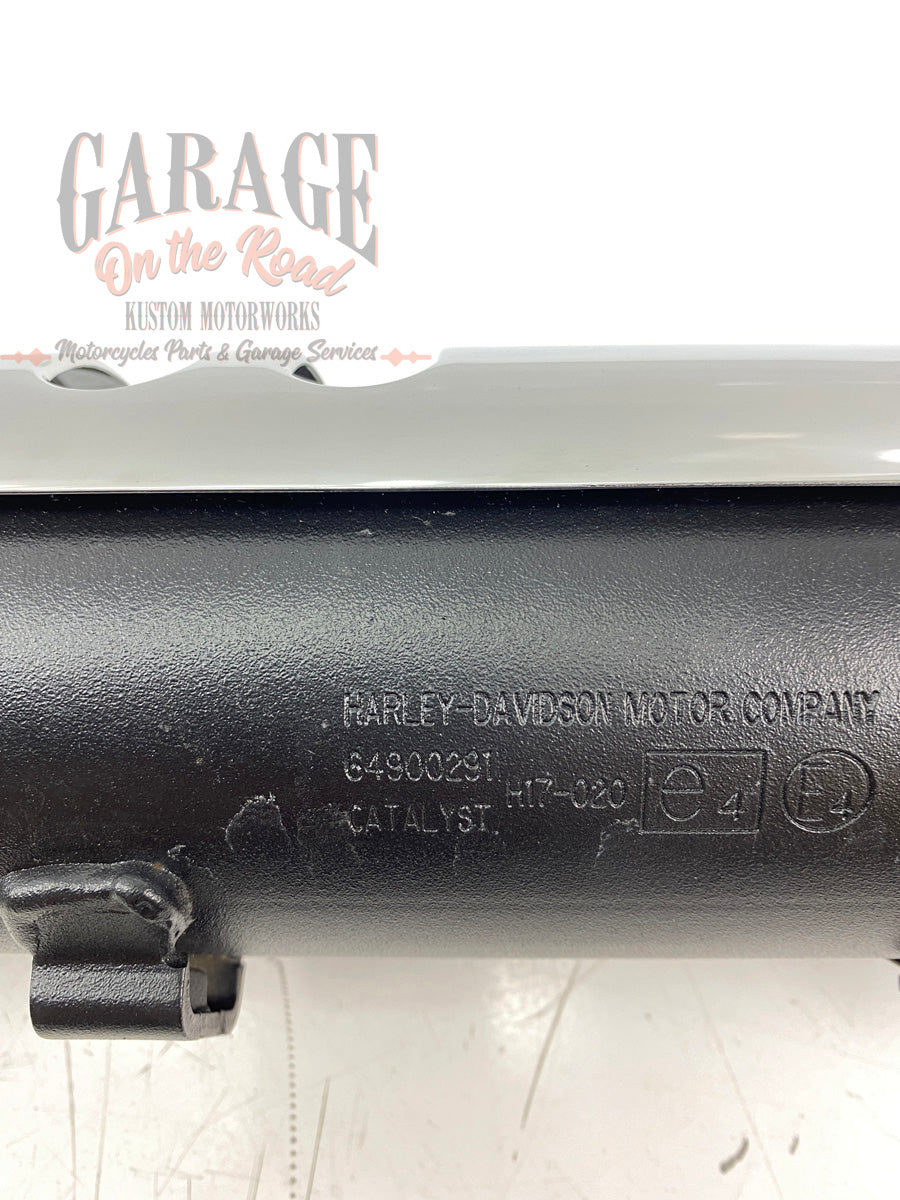 GARAGE
On the Road
KUSTOM MOTORWORKS
Motorcycles Parts & Garage Services
HARLEY-DAVIDSON MOTOR COMPANY
64900291
H17-020
e4
E4
CATALYST